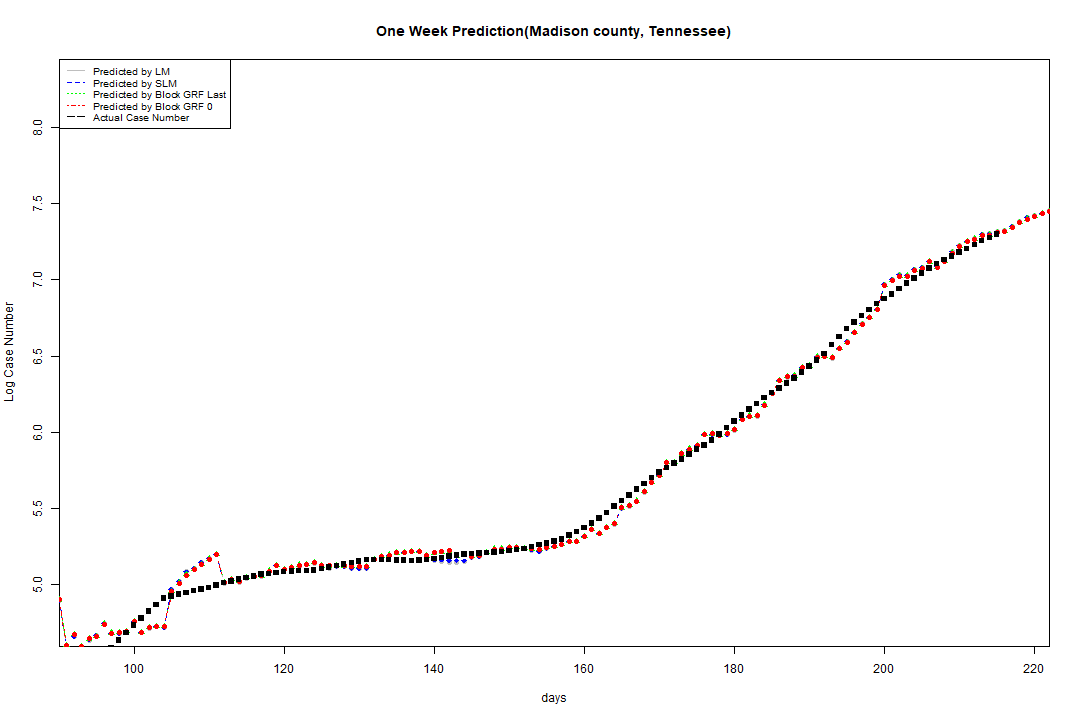 One Week Prediction(Madison county, Tennessee)
Predicted by LM
Predicted by SLM
Predicted by Block GRF Last
Predicted by Block GRF 0
Actual Case Number
8.0
7.5
7.0
6.5
6.0
5.5
5.0
Log Case Number
100 120 140 160 180 200 220
days